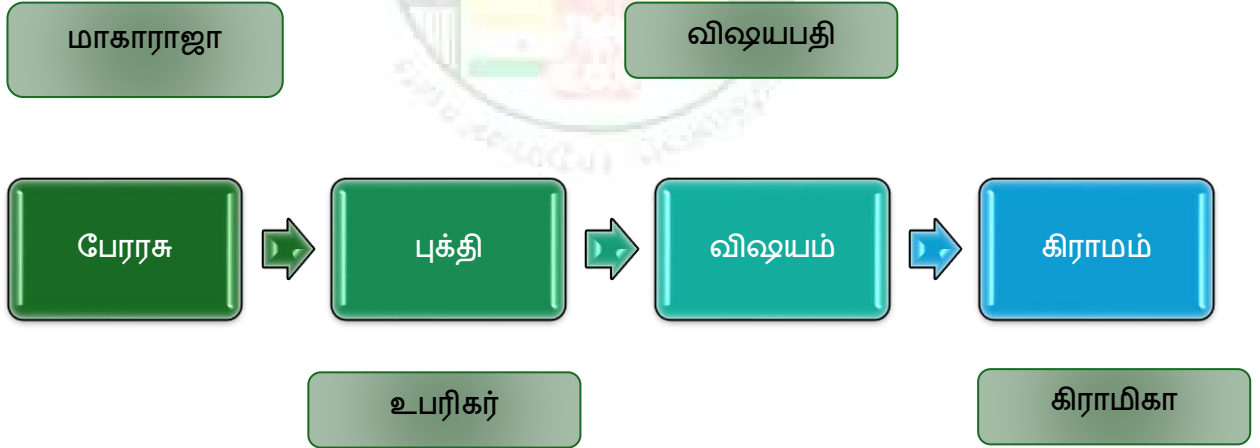 மாகாராஜா
விஷயபதி
பேரரசு
புக்தி
விஷயம்
கிராமம்
உபரிகர்
கிராமிகா